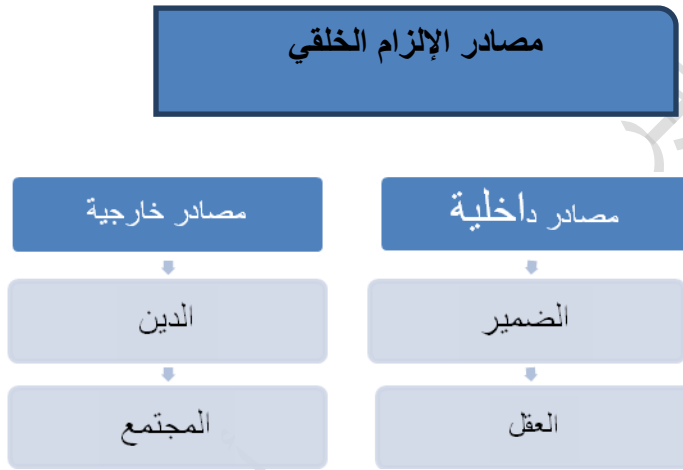 مصادر الإلزام الخلقي
مصادر داخلية
الضمير
العقل
مصادر خارجية
الدين
المجتمع